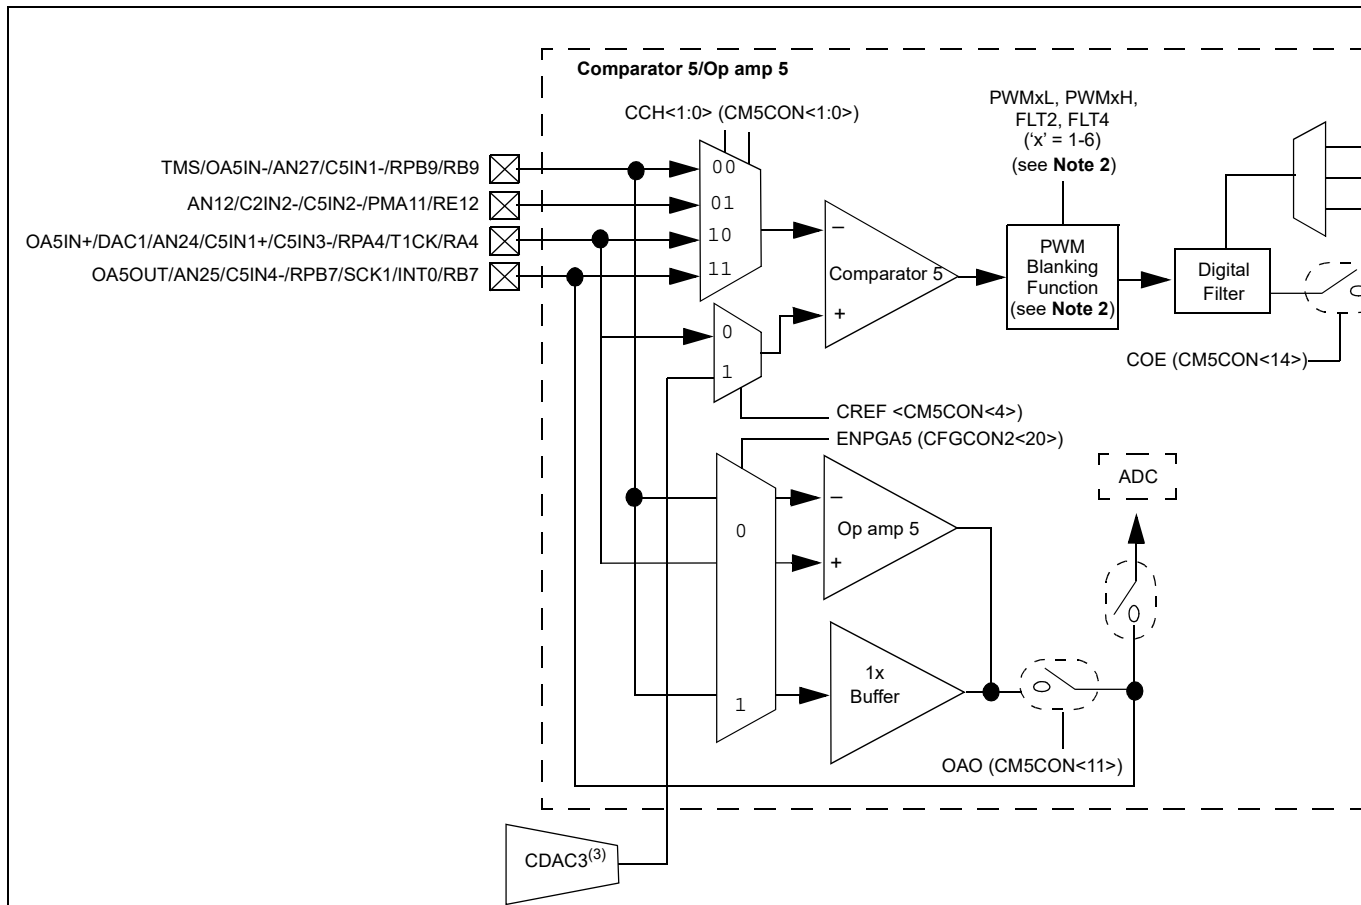 Comparator 5/Op amp 5
CCH<1:0> (CM5CON<1:0>)
PWMxL, PWMxH,
FLT2, FLT4
('x' = 1-6)
(see Note 2)
TMS/OA5IN-/AN27/C5IN1-/RPB9/RB9
AN12/C2IN2-/C5IN2-/PMA11/RE12
OA5IN+/DAC1/AN24/C5IN1+/C5IN3-/RPA4/T1CK/RA4
OA5OUT/AN25/C5IN4-/RPB7/SCK1/INT0/RB7
00
01
10
11
–
Comparator 5
+
PWM
Blanking
Function
(see Note 2)
Digital
Filter
0
1
COE (CM5CON<14>)
CREF <CM5CON<4>)
ENPGA5 (CFGCON2<20>)
ADC
0
–
Op amp 5
+
1
1x
Buffer
OAO (CM5CON<11>)
CDAC3(3)